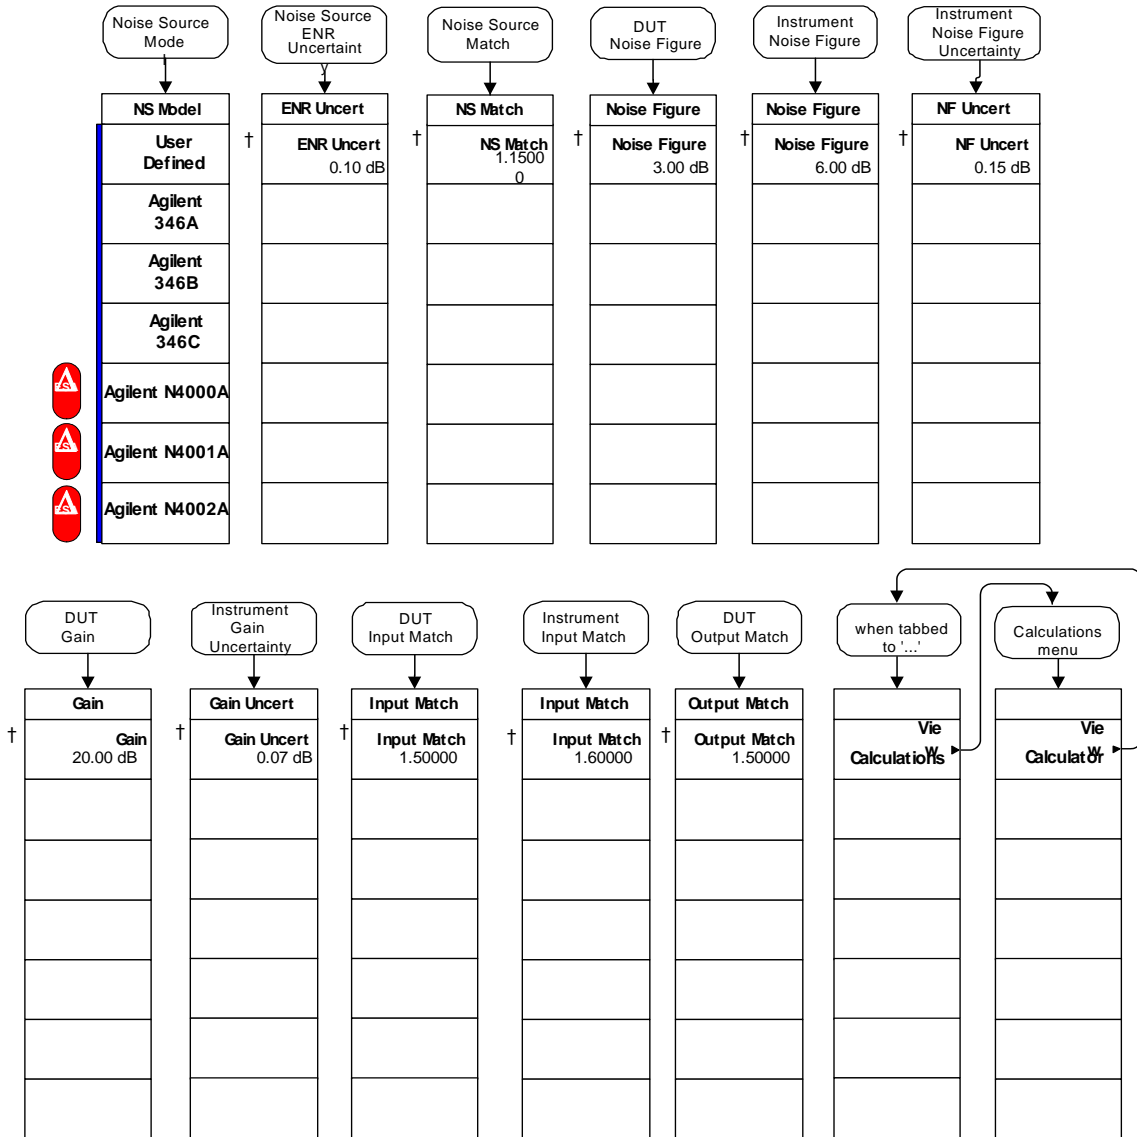 Noise Source
Mode
Noise Source
ENR
Uncertaint
y
Noise Source
Match
DUT
Noise Figure
Instrument
Noise Figure
Instrument
Noise Figure
Uncertainty
NS Model
User
Defined
Agilent
346A
Agilent
346B
Agilent
346C
Agilent N4000A
Agilent N4001A
Agilent N4002A
ENR Uncert
†
ENR Uncert
0.10 dB
NS Match
†
NS Match
1.1500
0
Noise Figure
†
Noise Figure
3.00 dB
Noise Figure
†
Noise Figure
6.00 dB
NF Uncert
†
NF Uncert
0.15 dB
DUT
Gain
Instrument
Gain
Uncertainty
DUT
Input Match
Instrument
Input Match
DUT
Output Match
when tabbed
to '...'
Calculations
menu
Gain
†
Gain
20.00 dB
Gain Uncert
†
Gain Uncert
0.07 dB
Input Match
†
Input Match
1.50000
Input Match
†
Input Match
1.60000
Output Match
†
Output Match
1.50000
Vie
w
Calculations
Vie
w
Calculator